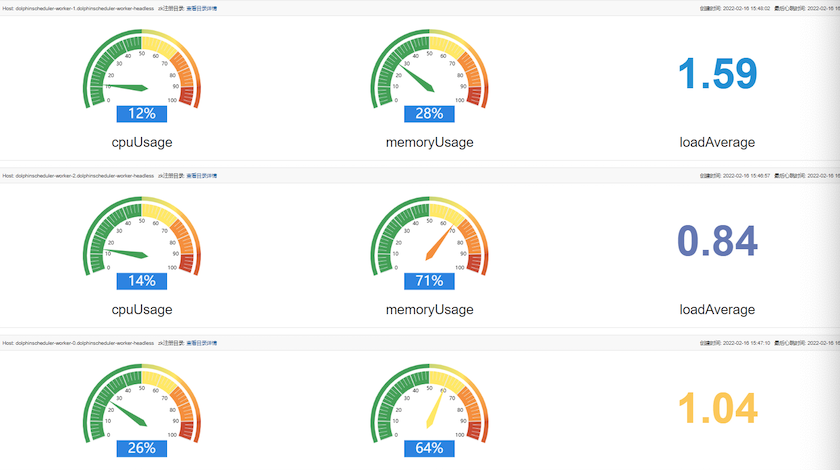 Host: dolphinscheduler-worker-1.dolphinscheduler-worker-headless zk注册目录: 查看目录详情 创建时间: 2022-02-16 15:48:02 最后心跳时间: 2022-02-16 16
0 10 20 30 40 50 60 70 80 90 100
12%
cpuUsage
0 10 20 30 40 50 60 70 80 90 100
28%
memoryUsage
1.59
loadAverage
Host: dolphinscheduler-worker-2.dolphinscheduler-worker-headless zk注册目录: 查看目录详情 创建时间: 2022-02-16 15:46:57 最后心跳时间: 2022-02-16 16
0 10 20 30 40 50 60 70 80 90 100
14%
cpuUsage
0 10 20 30 40 50 60 70 80 90 100
71%
memoryUsage
0.84
loadAverage
Host: dolphinscheduler-worker-0.dolphinscheduler-worker-headless zk注册目录: 查看目录详情 创建时间: 2022-02-16 15:47:10 最后心跳时间: 2022-02-16 16
0 10 20 30 40 50 60 70 80 90 100
26%
0 10 20 30 40 50 60 70 80 90 100
64%
1.04